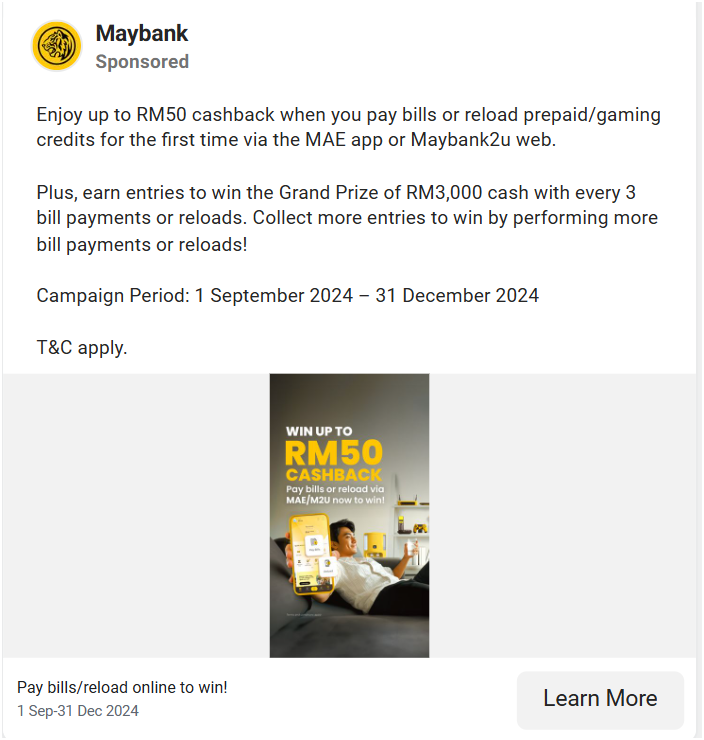 Maybank
Sponsored
Enjoy up to RM50 cashback when you pay bills or reload prepaid/gaming
credits for the first time via the MAE app or Maybank2u web.
Plus, earn entries to win the Grand Prize of RM3,000 cash with every 3
bill payments or reloads. Collect more entries to win by performing more
bill payments or reloads!
Campaign Period: 1 September 2024 – 31 December 2024
T&C apply.
WIN UP TO
RM50
CASHBACK
Pay bills or reload via
MAE/M2U now to win!
Pay bills/reload online to win!
1 Sep-31 Dec 2024
Learn More